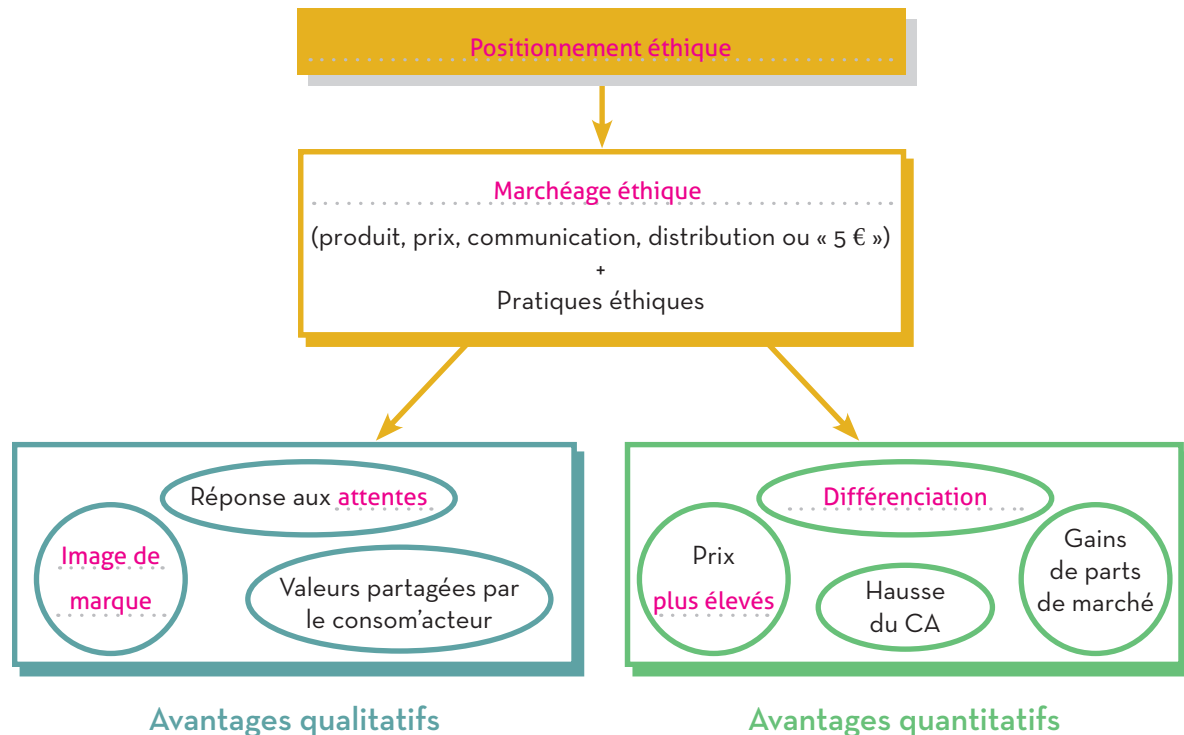 Positionnement éthique
Marchéage éthique
(produit, prix, communication, distribution ou « 5 € »)
+
Pratiques éthiques
Réponse aux attentes
Image de
marque
Valeurs partagées par
le consom’acteur
Différenciation
Prix
plus élevés
Hausse
du CA
Gains
de parts
de marché
Avantages qualitatifs
Avantages quantitatifs